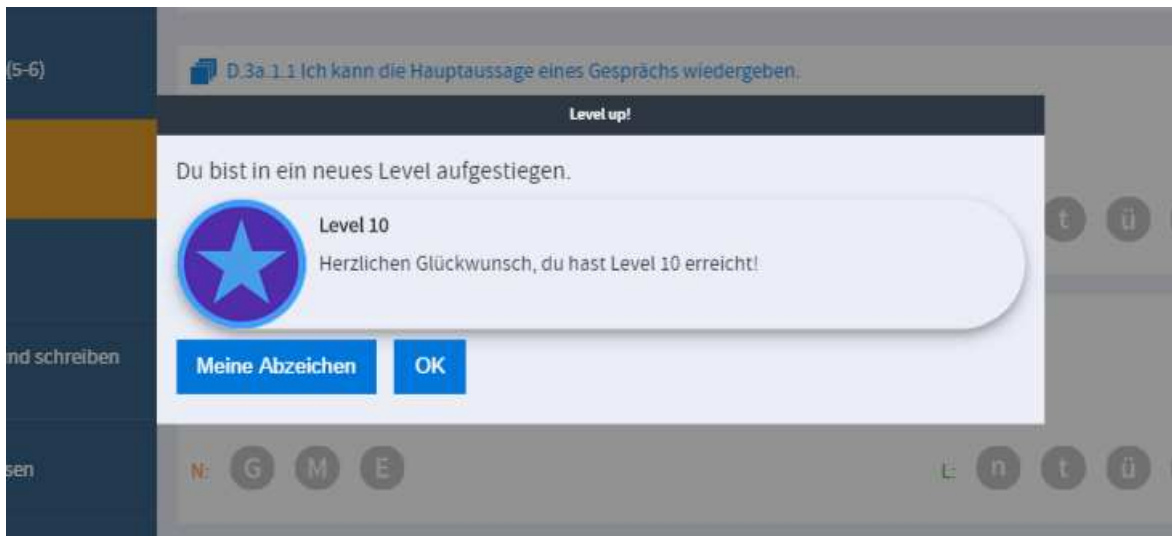 (5-6)
D.3a.1.1 Ich kann die Hauptaussage eines Gesprächs wiedergeben.
Level up!
Du bist in ein neues Level aufgestiegen.
Level 10
Herzlichen Glückwunsch, du hast Level 10 erreicht!
t ü
nd schreiben
Meine Abzeichen OK
sen
N: G M E L: n t ü